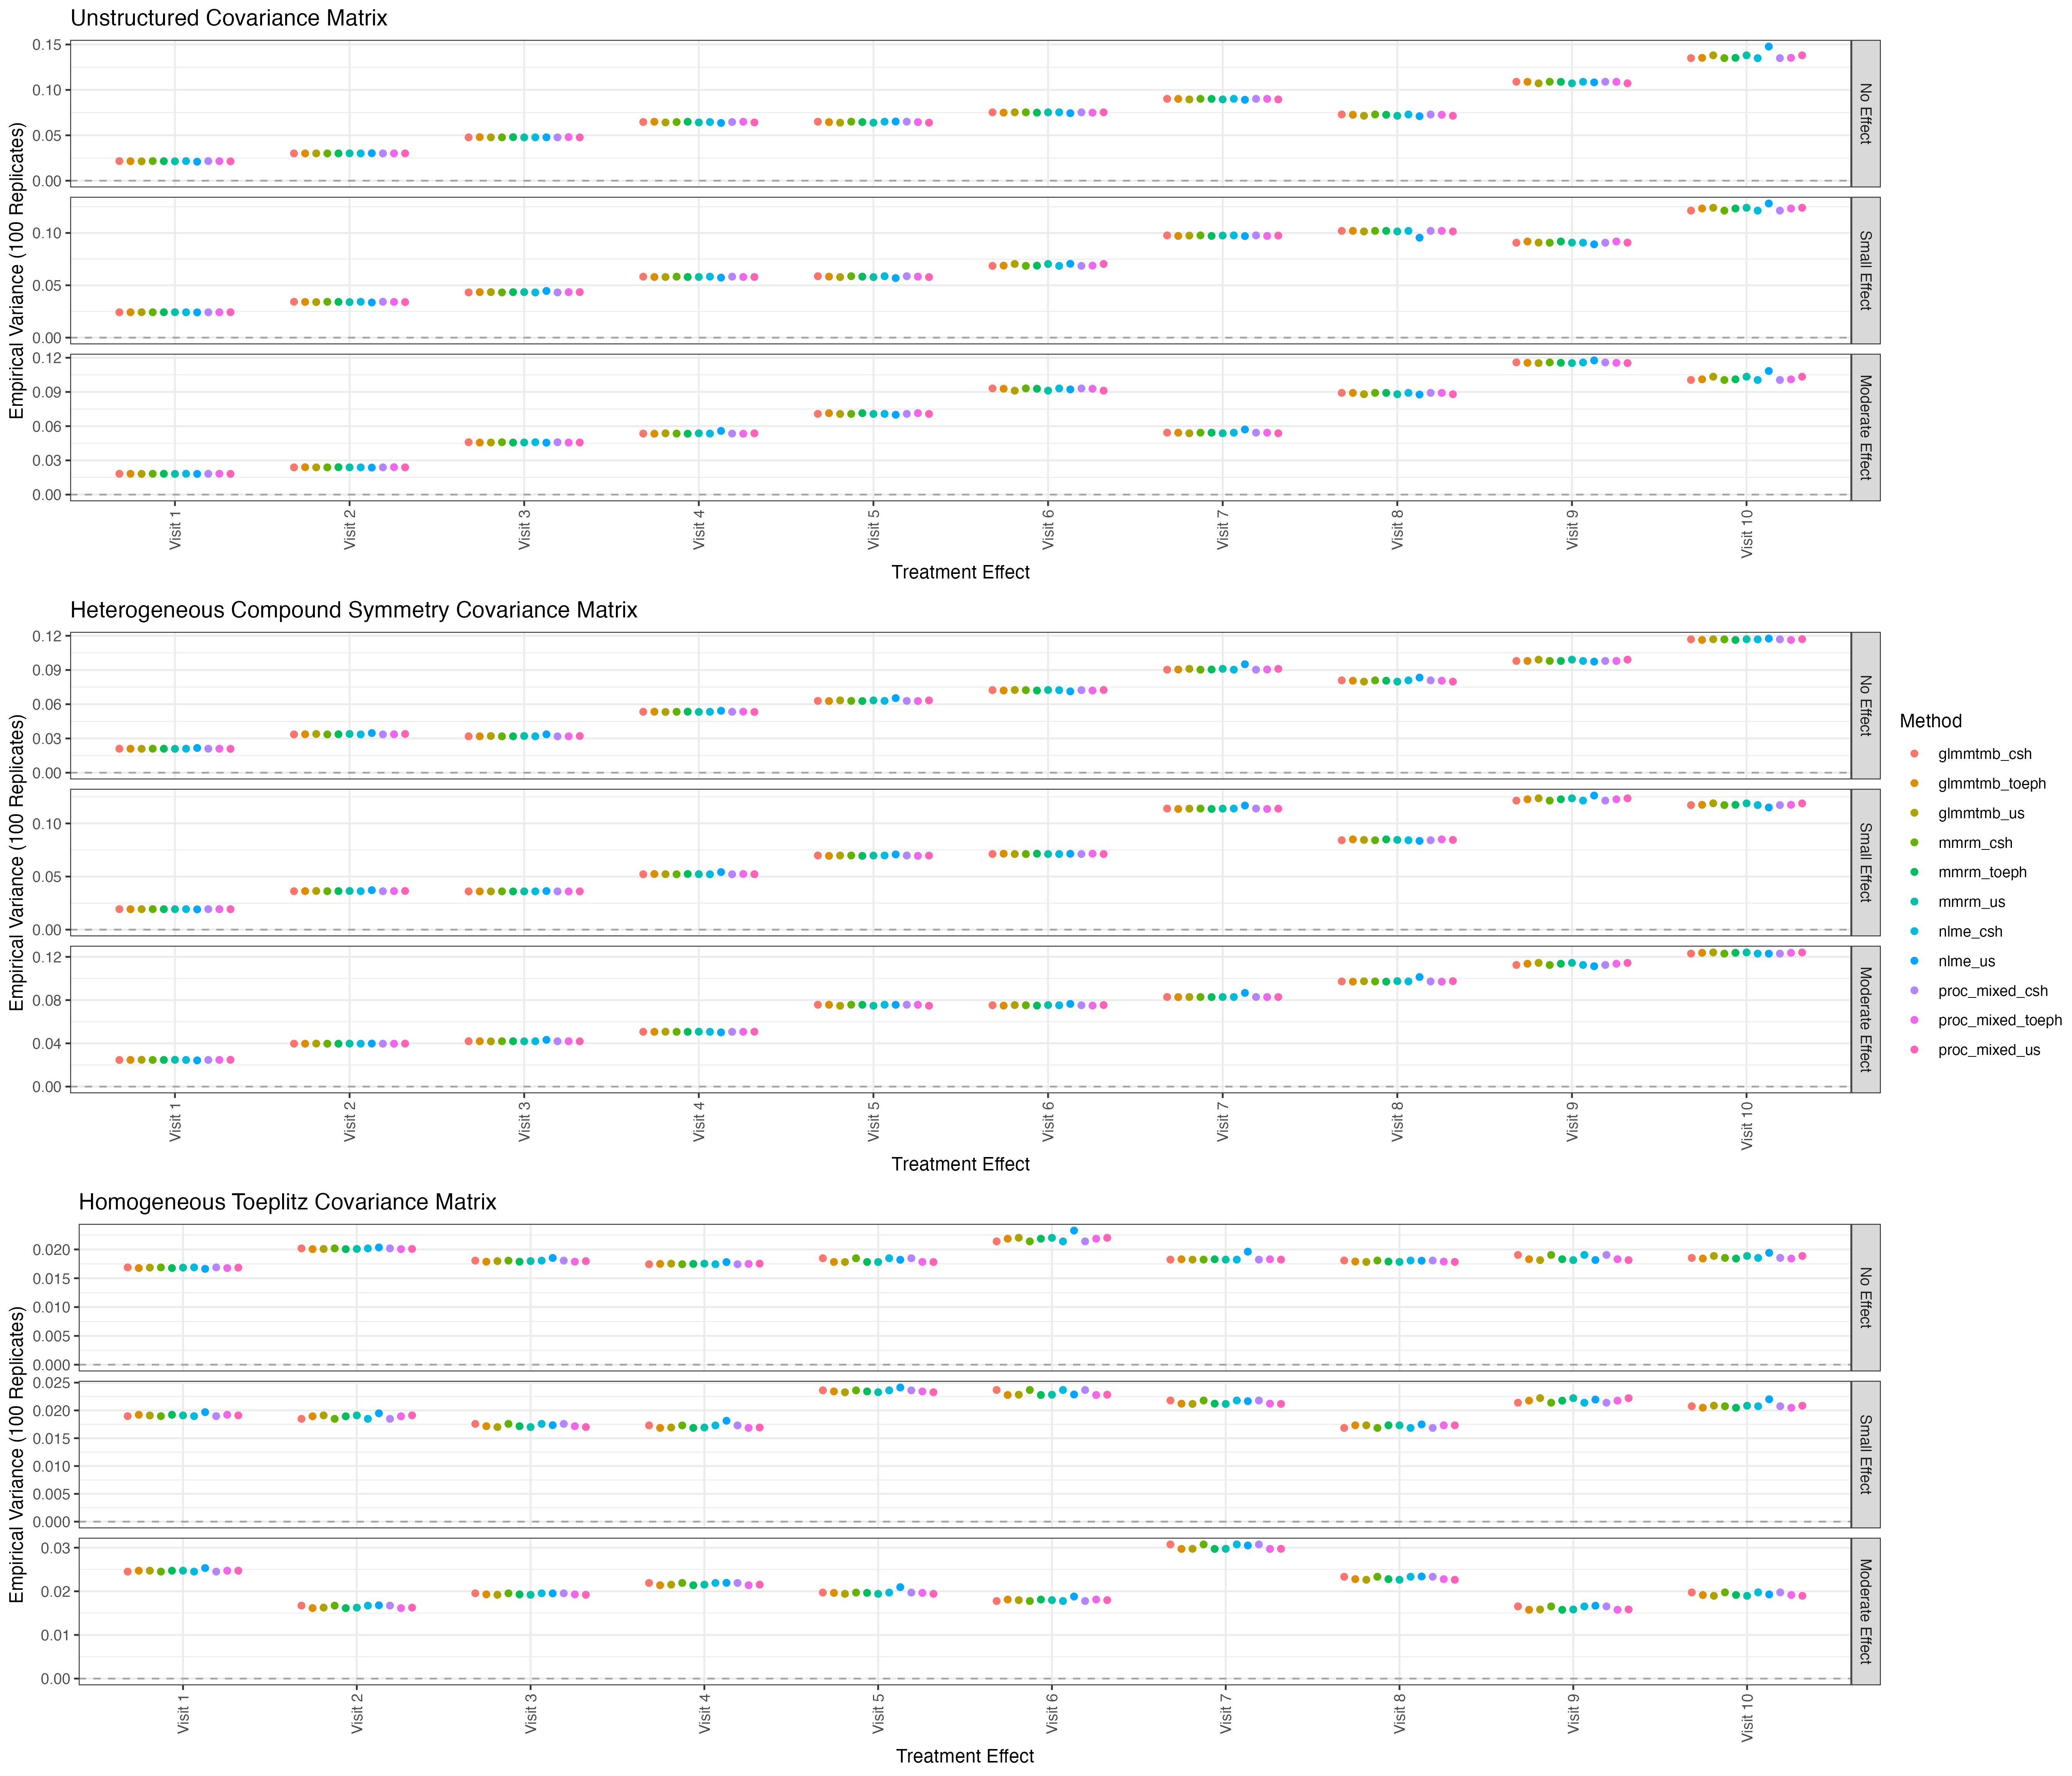 Unstructured Covariance Matrix
Empirical Variance (100 Replicates)
0.15
0.10
0.05
0.00
No Effect
0.10
0.05
0.00
Small Effect
0.12
0.09
0.06
0.03
0.00
Moderate Effect
Visit 1
Visit 2
Visit 3
Visit 4
Visit 5
Visit 6
Visit 7
Visit 8
Visit 9
Visit 10
Treatment Effect
Heterogeneous Compound Symmetry Covariance Matrix
Empirical Variance (100 Replicates)
0.12
0.09
0.06
0.03
0.00
No Effect
0.10
0.05
0.00
Small Effect
0.12
0.08
0.04
0.00
Moderate Effect
Visit 1
Visit 2
Visit 3
Visit 4
Visit 5
Visit 6
Visit 7
Visit 8
Visit 9
Visit 10
Treatment Effect
Homogeneous Toeplitz Covariance Matrix
Empirical Variance (100 Replicates)
0.020
0.015
0.010
0.005
0.000
No Effect
0.025
0.020
0.015
0.010
0.005
0.000
Small Effect
0.03
0.02
0.01
0.00
Moderate Effect
Visit 1
Visit 2
Visit 3
Visit 4
Visit 5
Visit 6
Visit 7
Visit 8
Visit 9
Visit 10
Treatment Effect
Method
glmmtmb_csh
glmmtmb_toeph
glmmtmb_us
mmrm_csh
mmrm_toeph
mmrm_us
nlme_csh
nlme_us
proc_mixed_csh
proc_mixed_toeph
proc_mixed_us